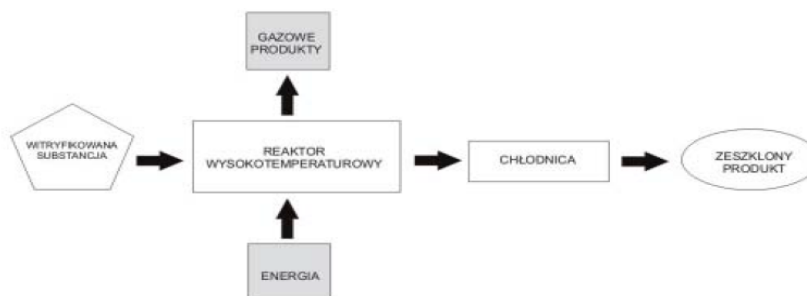 GAZOWE
PRODUKTY
WITRYFIKOWANA
SUBSTANCJA
REAKTOR
WYSOKOTEMPERATUROWY
CHŁODNICA
ZESZKLONY
PRODUKT
ENERGIA